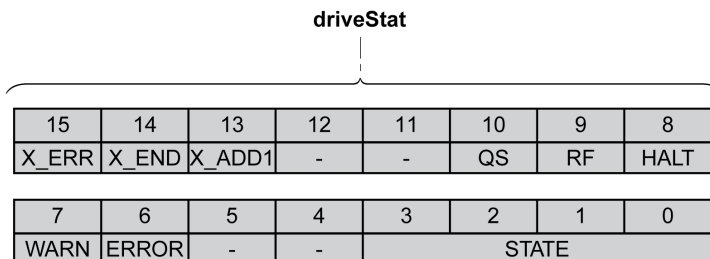 driveStat
15 14 13 12 11 10 9 8
X_ERR X_END X_ADD1 - - QS RF HALT
7 6 5 4 3 2 1 0
WARN ERROR - - STATE